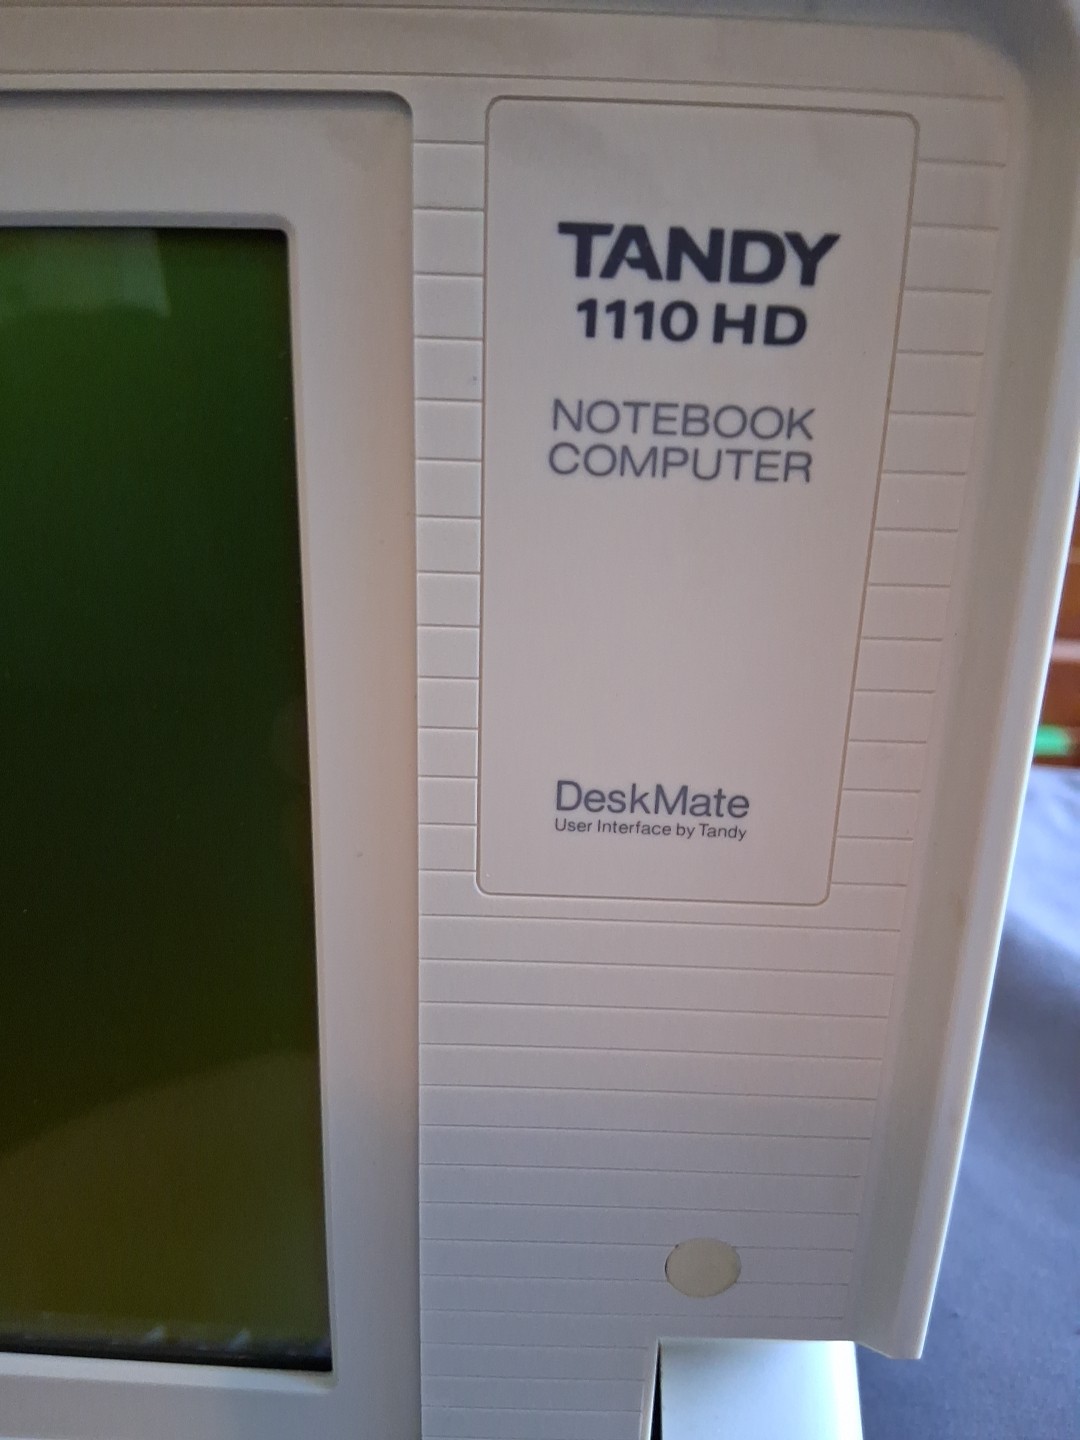 TANDY
1110 HD
NOTEBOOK
COMPUTER
DeskMate
User Interface by Tandy